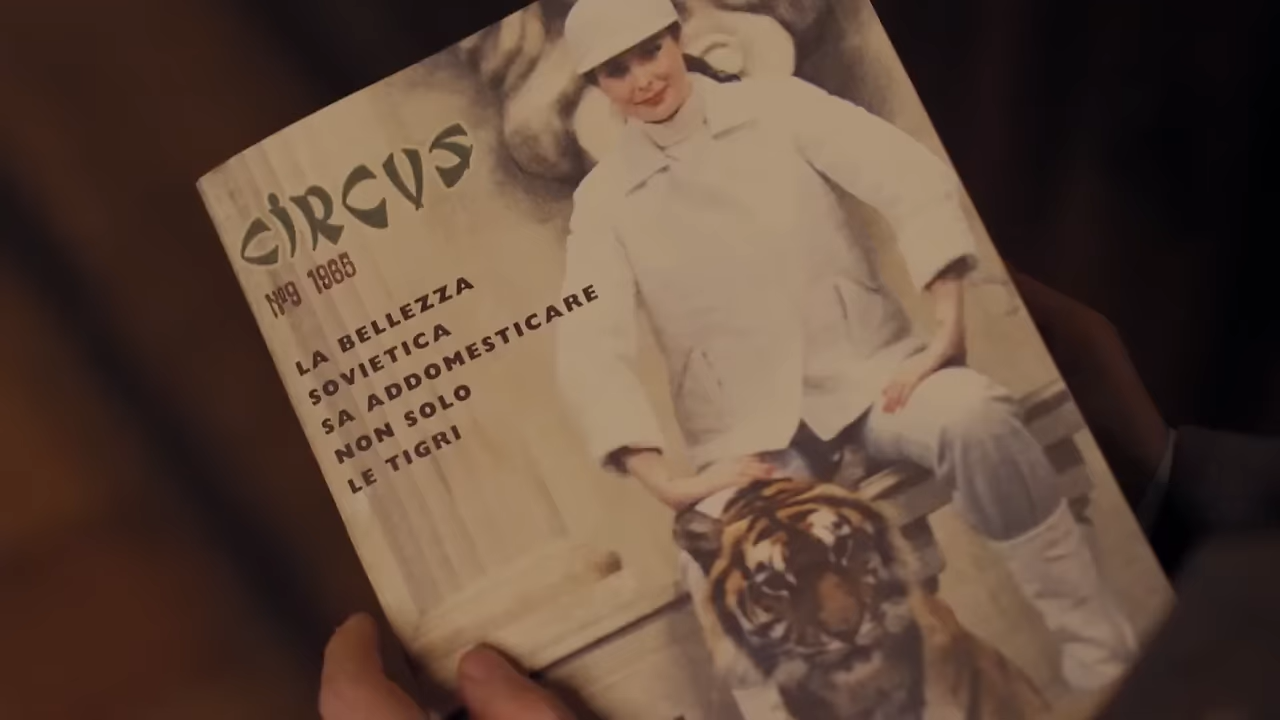 CIRCUS
Nº9 1965
LA BELLEZZA
SOVIETICA
SA ADDOMESTICARE
NON SOLO
LE TIGRI